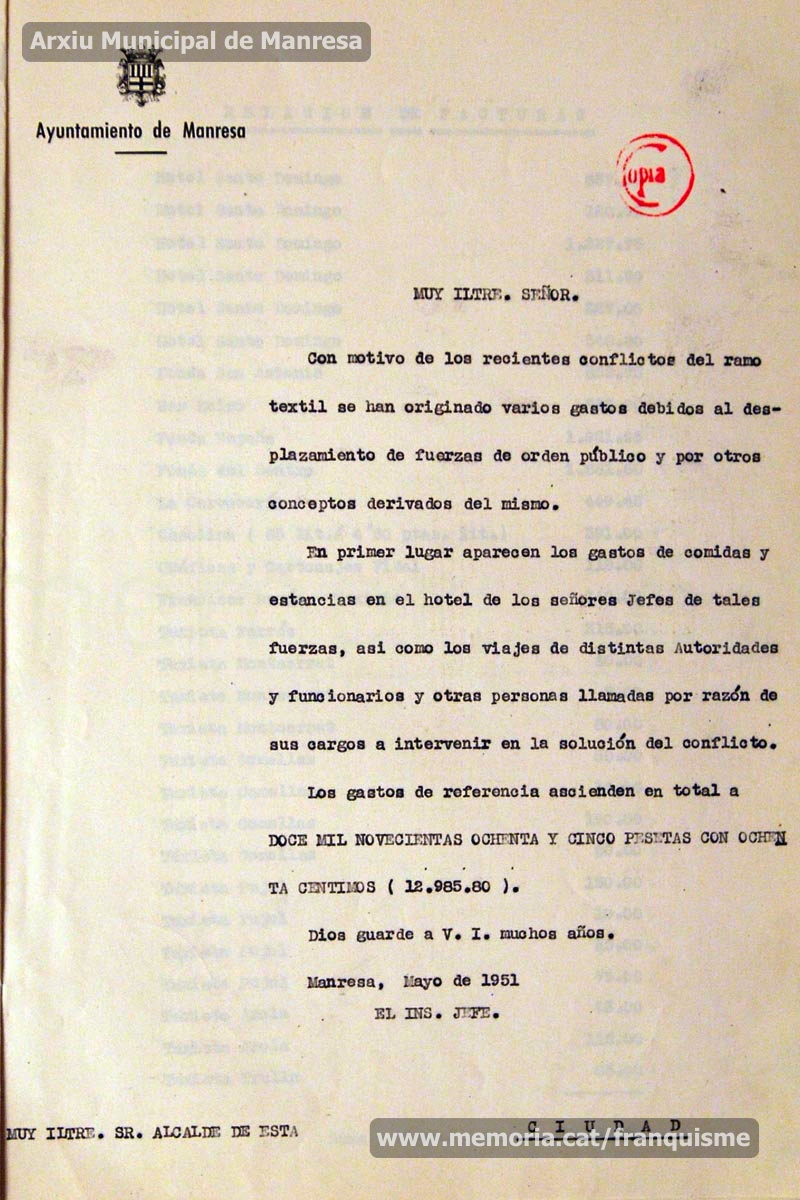 Arxiu Municipal de Manresa
Ayuntamiento de Manresa
Copia
MUY ILTRE. SEÑOR.
Con motivo de los recientes conflictos del ramo
textil se han originado varios gastos debidos al des-
plazamiento de fuerzas de orden público y por otros
conceptos derivados del mismo.
En primer lugar aparecen los gastos de comidas y
estancias en el hotel de los señores Jefes de tales
fuerzas, asi como los viajes de distintas Autoridades
y funcionarios y otras personas llamadas por razón de
sus cargos a intervenir en la solución del conflicto.
Los gastos de referencia ascienden en total a
DOCE MIL NOVECIENTAS OCHENTA Y CINCO PESETAS CON OCHEN
TA CENTIMOS ( 12.985.80 ).
Dios guarde a V. I. muchos años.
Manresa, Mayo de 1951
EL INS. JEFE.
MUY ILTRE. SR. ALCALDE DE ESTA C I U D A D
www.memoria.cat/franquisme